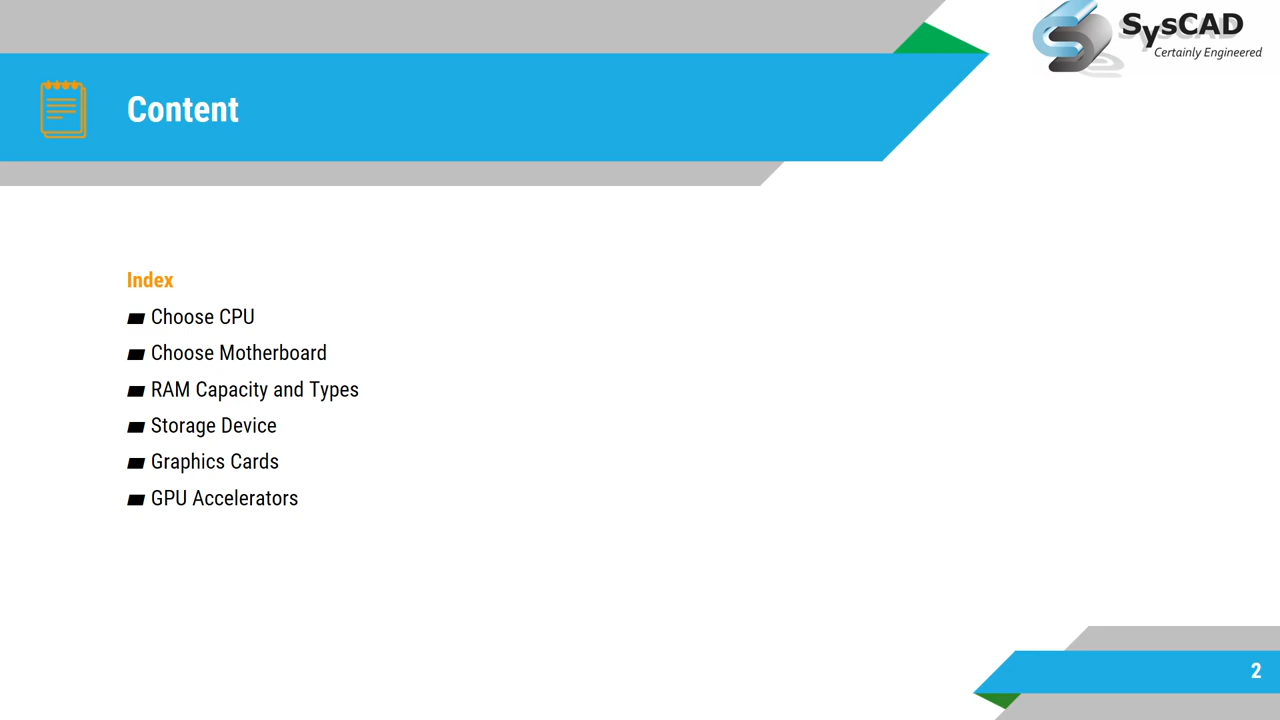 SysCAD
Certainly Engineered
Content
Index
Choose CPU
Choose Motherboard
RAM Capacity and Types
Storage Device
Graphics Cards
GPU Accelerators
2